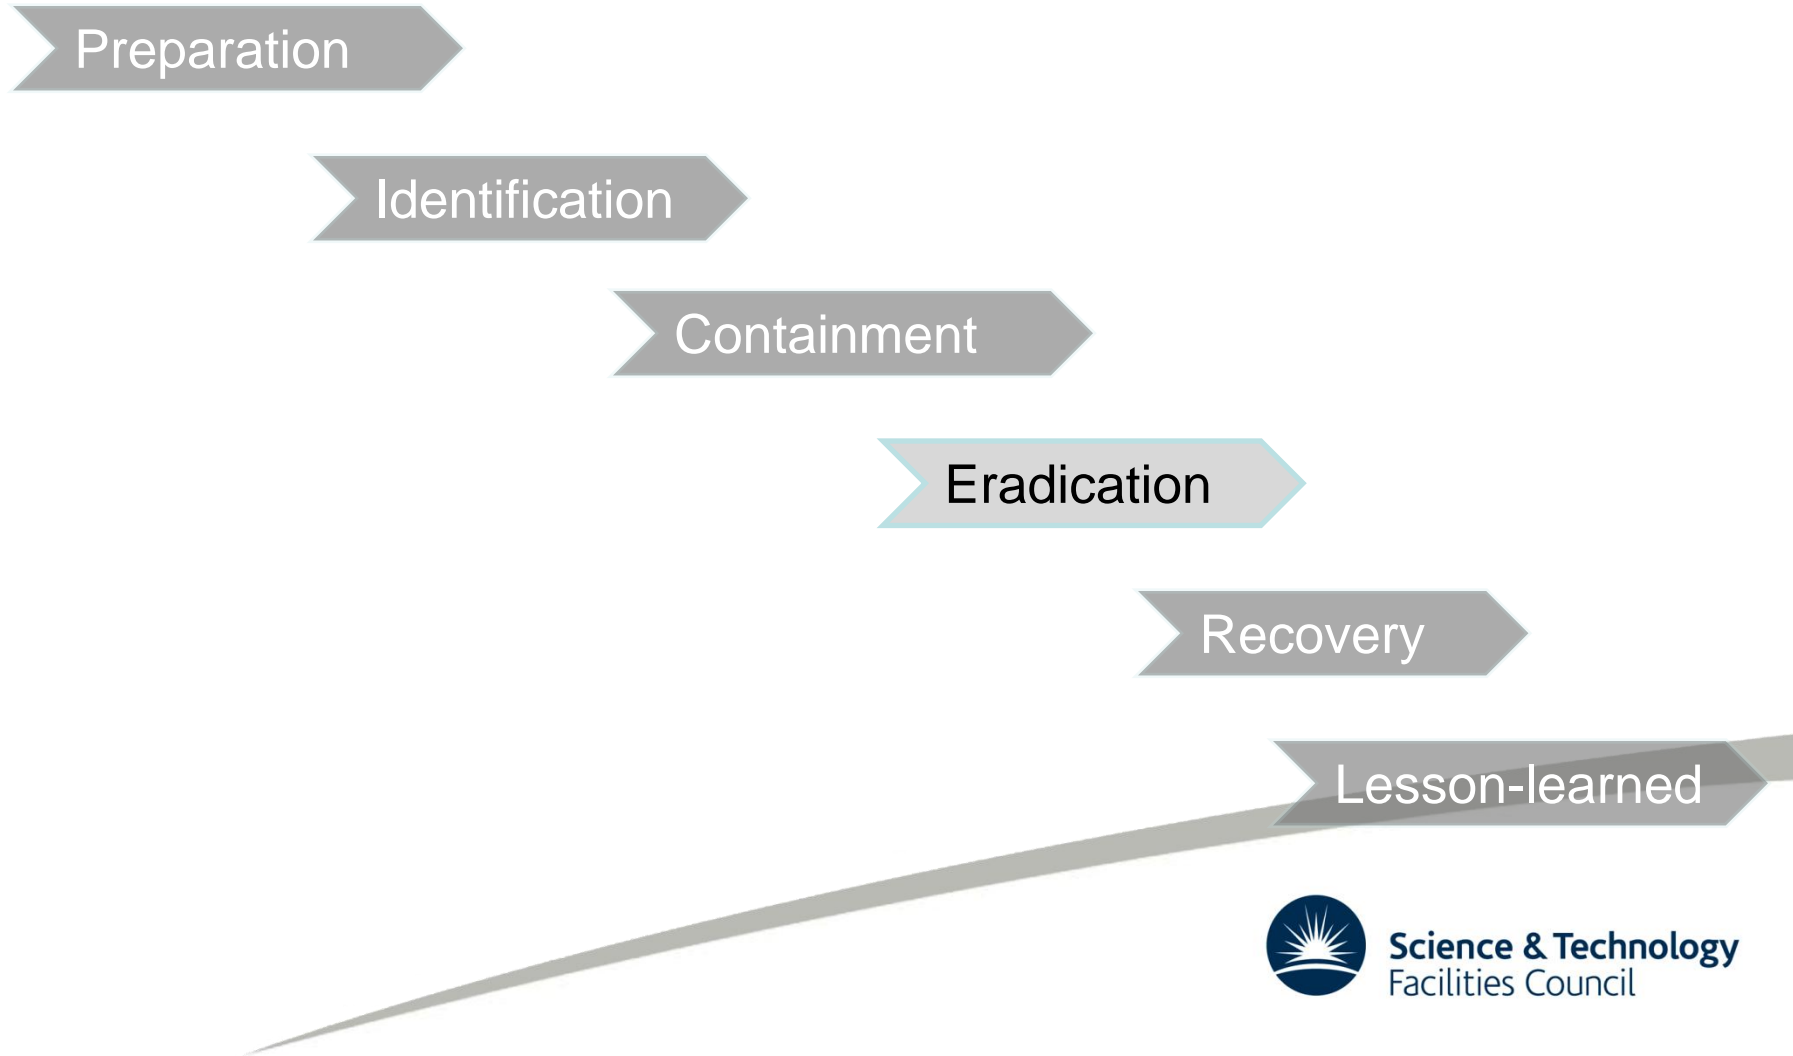 Preparation
Identification
Containment
Eradication
Recovery
Lesson-learned
Science & Technology
Facilities Council